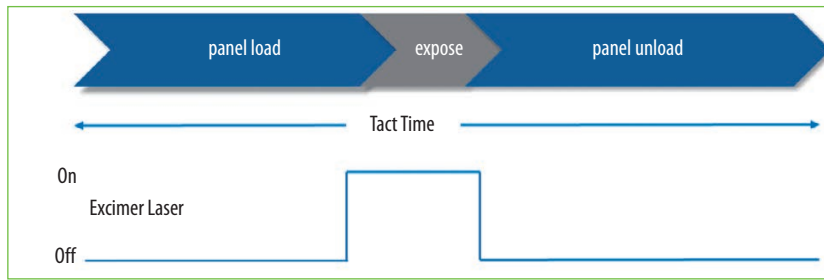 panel load expose panel unload
Tact Time
On
Excimer Laser
Off